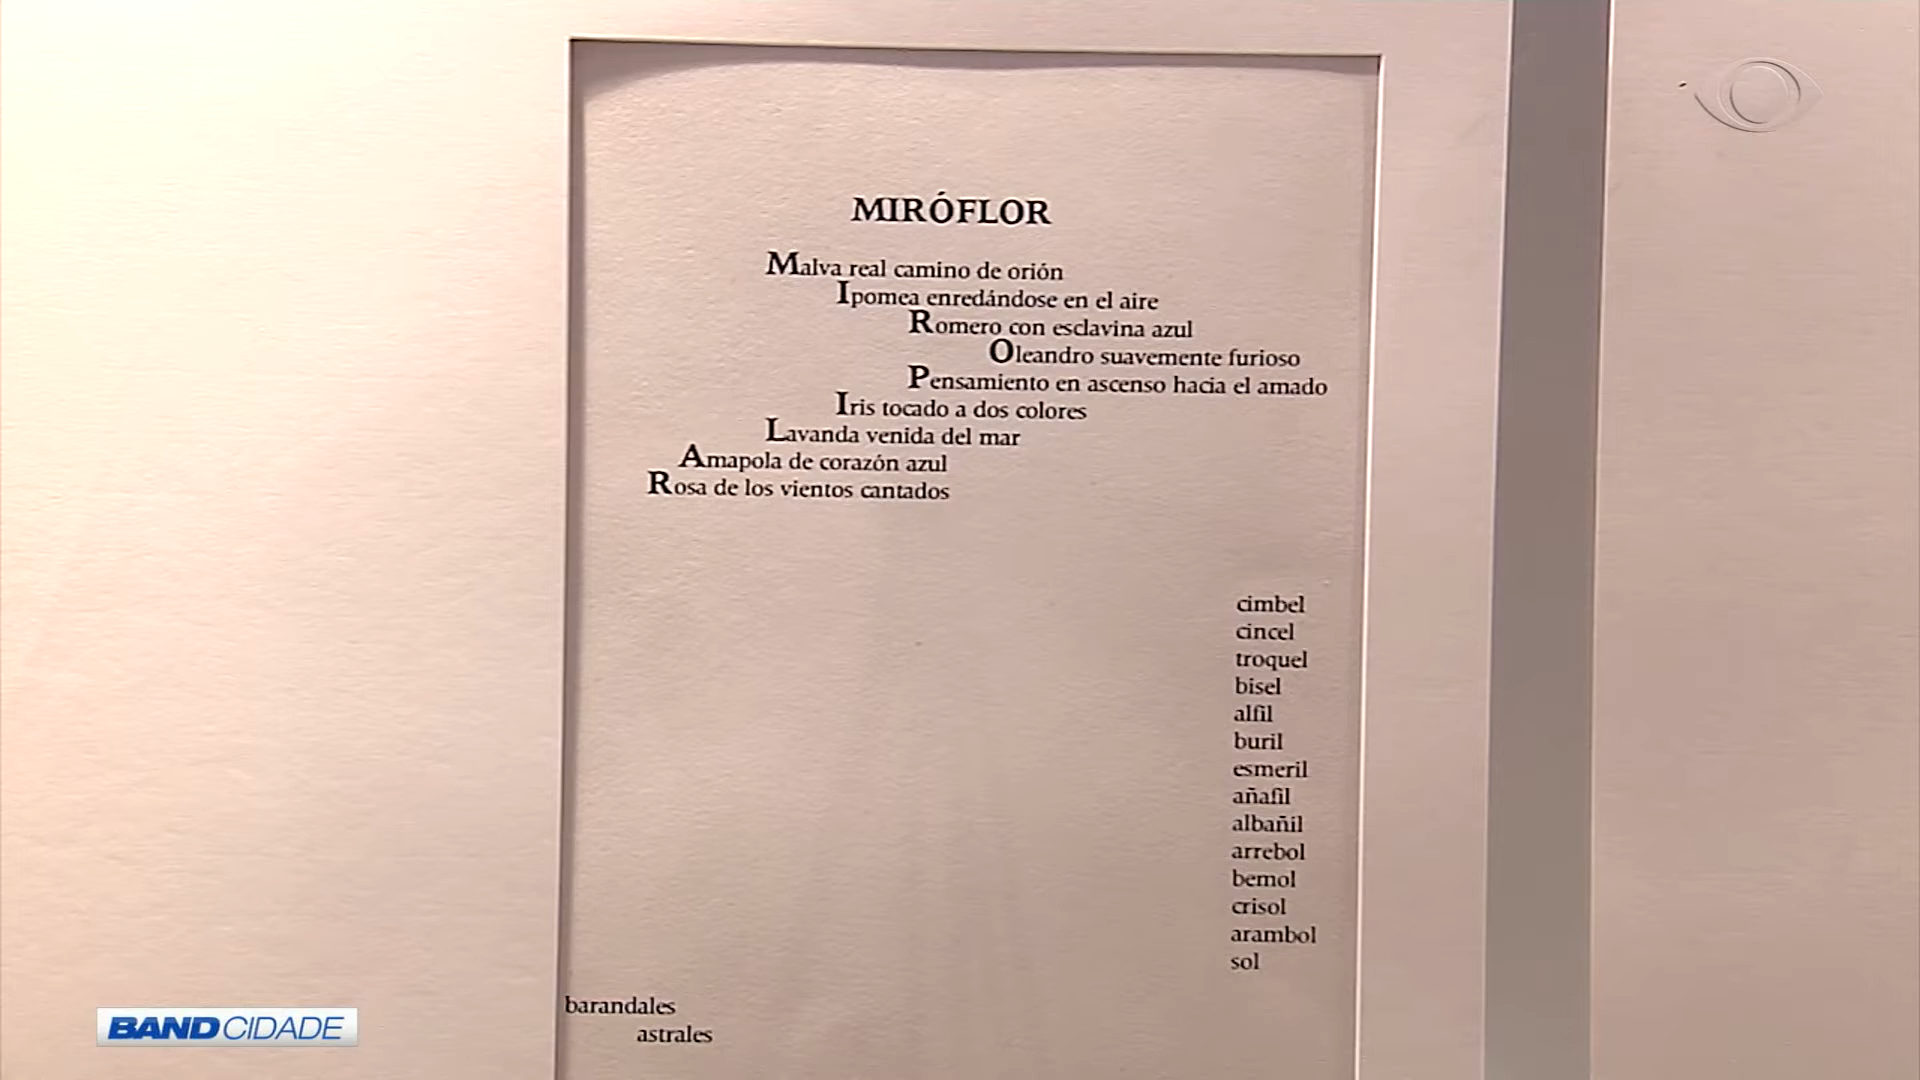 MIRÓFLOR
Malva real camino de orión
Ipomea enredándose en el aire
Romero con esclavina azul
Oleandro suavemente furioso
Pensamiento en ascenso hacia el amado
Iris tocado a dos colores
Lavanda venida del mar
Amapola de corazón azul
Rosa de los vientos cantados
cimbel
cincel
troquel
bisel
alfil
buril
esmeril
añafil
albañil
arrebol
bemol
crisol
arambol
sol
barandales
astrales
BAND CIDADE